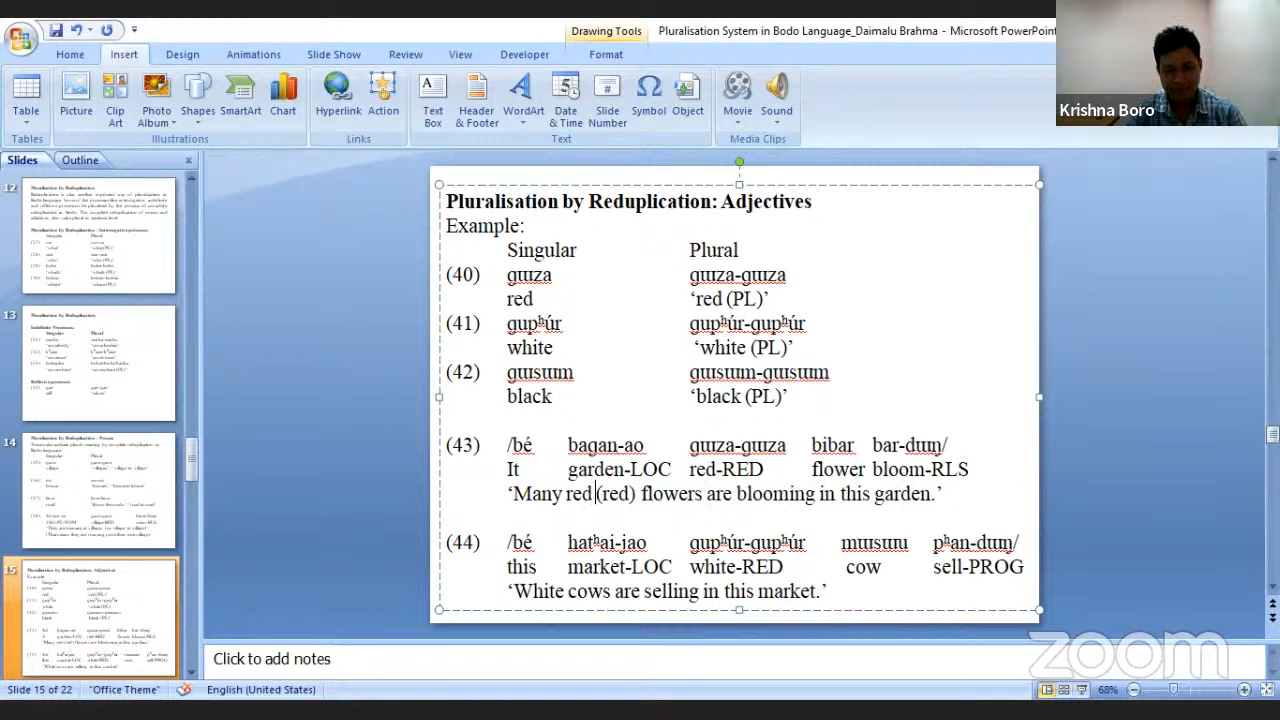 Drawing Tools
Pluralisation System in Bodo Language_Daimalu Brahma - Microsoft PowerPoint
Home Insert Design Slide Show Animations Review View Developer Format
Table Picture Clip Art Photo Album Shapes SmartArt Chart Hyperlink Action Text Box Header & Footer WordArt Date & Time Slide Number Symbol Object Movie Sound
Tables Illustrations Links Text Media Clips
Krishna Boro
Slides Outline
12
13
14
15
Pluralisation by Reduplication: Adjectives
Example:
Singular Plural
(40) gɯza gɯza-gɯza
red ‘red (PL)’
(41) gupʰúr gupʰúr-gupʰúr
white ‘white (PL)’
(42) gɯsɯm gɯsɯm-gɯsɯm
black ‘black (PL)’
(43) /bé bagan-ao gɯza-gɯza bibar bar-dɯŋ/
It garden-LOC red-RED flower bloom-RLS
‘Many red (red) flowers are booming in this garden.’
(44) /bé hatʰai-jao gupʰúr-gupʰúr mɯsɯu pʰan-dɯŋ/
this market-LOC white-RED cow sell-PROG
‘White cows are selling in this market.’
Click to add notes
zoom
Slide 15 of 22 "Office Theme" English (United States) 68%